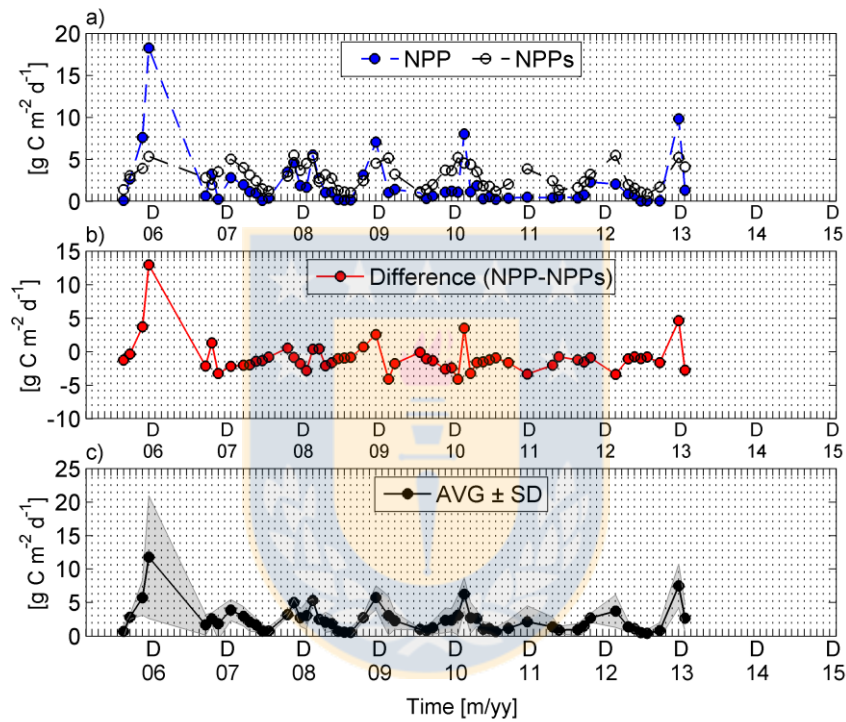 a)
20
15
10
5
0
[g C m⁻² d⁻¹]
NPP NPPs
D D D D D D D D D D
06 07 08 09 10 11 12 13 14 15
b)
15
10
5
0
-5
-10
[g C m⁻² d⁻¹]
Difference (NPP-NPPs)
D D D D D D D D D D
06 07 08 09 10 11 12 13 14 15
c)
25
20
15
10
5
0
[g C m⁻² d⁻¹]
AVG ± SD
D D D D D D D D D D
06 07 08 09 10 11 12 13 14 15
Time [m/yy]